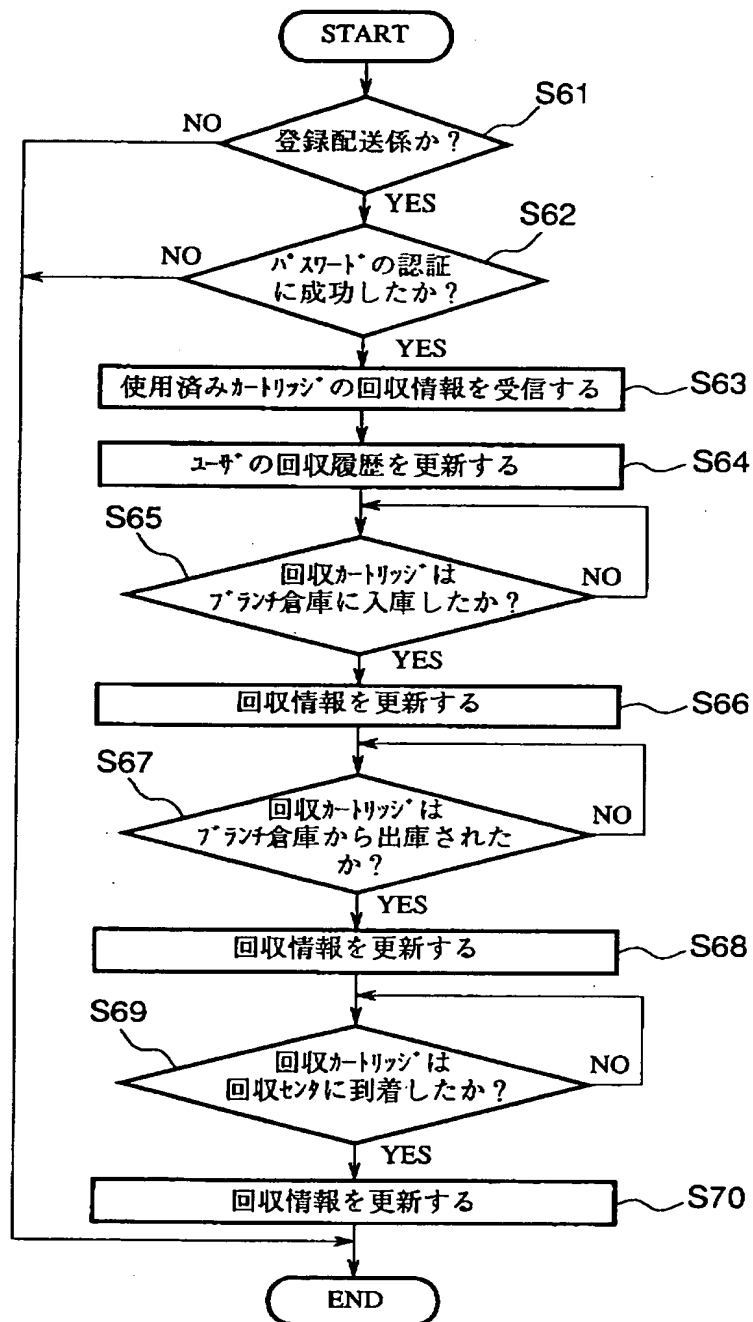 START
S61
NO
登録配送係か？
YES
S62
NO
ﾊﾟｽﾜｰﾄﾞの認証
に成功したか？
YES
使用済みｶｰﾄﾘｯｼﾞの回収情報を受信する
S63
ﾕｰｻﾞの回収履歴を更新する
S64
S65
回収ｶｰﾄﾘｯｼﾞは
ﾌﾞﾗﾝﾁ倉庫に入庫したか？
NO
YES
回収情報を更新する
S66
S67
回収ｶｰﾄﾘｯｼﾞは
ﾌﾞﾗﾝﾁ倉庫から出庫された
か？
NO
YES
回収情報を更新する
S68
S69
回収ｶｰﾄﾘｯｼﾞは
回収ｾﾝﾀに到着したか？
NO
YES
回収情報を更新する
S70
END